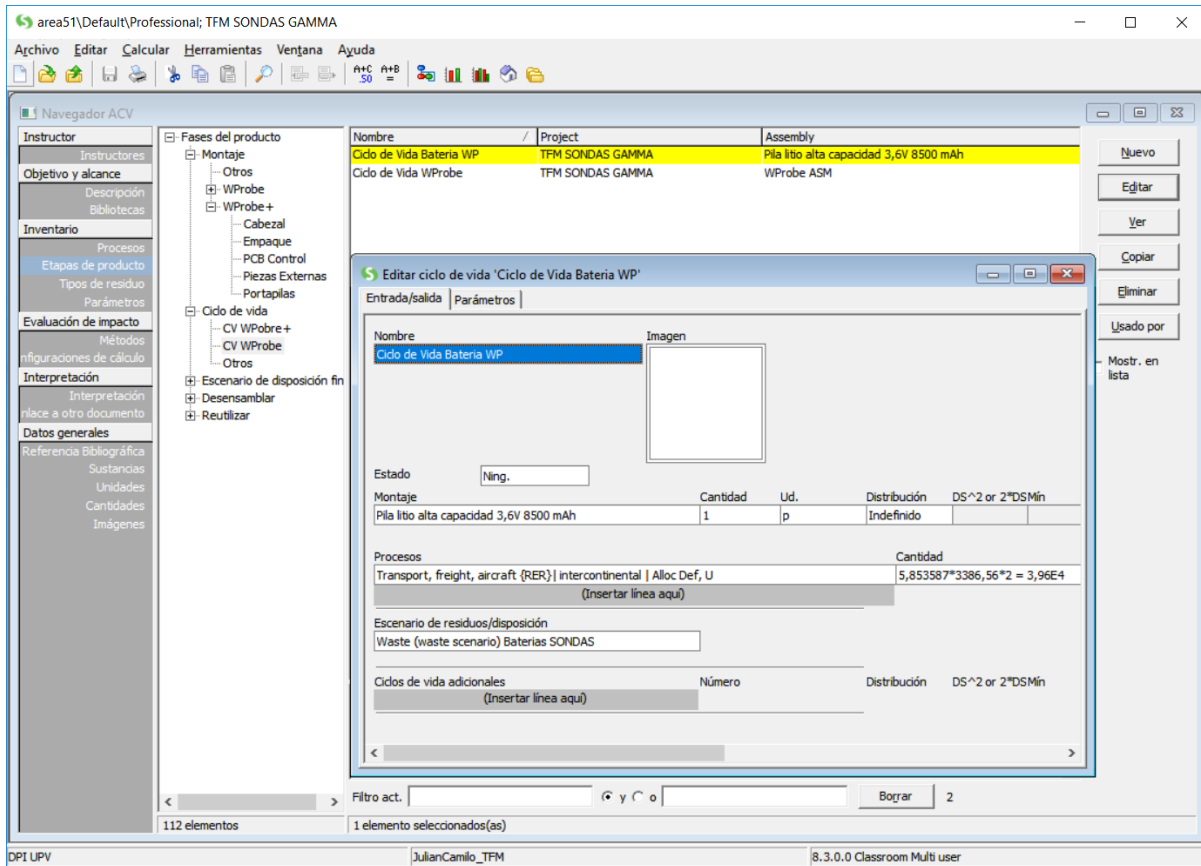 area51\Default\Professional; TFM SONDAS GAMMA
Archivo Editar Calcular Herramientas Ventana Ayuda
A+C .50 A+B =
Navegador ACV
Instructor
Instructores
Objetivo y alcance
Descripción
Bibliotecas
Inventario
Procesos
Etapas de producto
Tipos de residuo
Parámetros
Evaluación de impacto
Métodos
nfiguraciones de cálculo
Interpretación
Interpretación
nlace a otro documento
Datos generales
Referencia Bibliográfica
Sustancias
Unidades
Cantidades
Imágenes
Fases del producto
Montaje
Otros
WProbe
WProbe+
Cabezal
Empaque
PCB Control
Piezas Externas
Portapilas
Ciclo de vida
CV WPobre+
CV WProbe
Otros
Escenario de disposición fin
Desensamblar
Reutilizar
112 elementos
Nombre / Project Assembly
Ciclo de Vida Bateria WP TFM SONDAS GAMMA Pila litio alta capacidad 3,6V 8500 mAh
Ciclo de Vida WProbe TFM SONDAS GAMMA WProbe ASM
Nuevo
Editar
Ver
Copiar
Eliminar
Usado por
Mostr. en
lista
Editar ciclo de vida 'Ciclo de Vida Bateria WP'
Entrada/salida Parámetros
Nombre Imagen
Ciclo de Vida Bateria WP
Estado Ning.
Montaje Cantidad Ud. Distribución DS^2 or 2*DS Mín
Pila litio alta capacidad 3,6V 8500 mAh 1 p Indefinido
Procesos Cantidad
Transport, freight, aircraft {RER}| intercontinental | Alloc Def, U 5,853587*3386,56*2 = 3,96E4
(Insertar línea aquí)
Escenario de residuos/disposición
Waste (waste scenario) Baterias SONDAS
Ciclos de vida adicionales Número Distribución DS^2 or 2*DS Mín
(Insertar línea aquí)
Filtro act. y o Borrar 2
1 elemento seleccionados(as)
DPI UPV JulianCamilo_TFM 8.3.0.0 Classroom Multi user